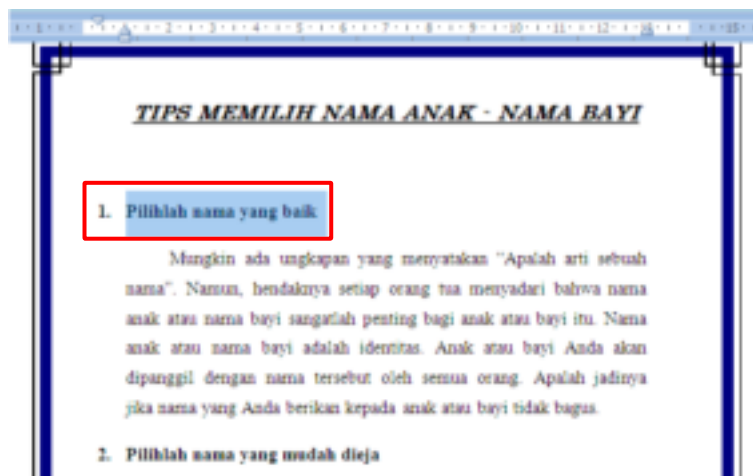 TIPS MEMILIH NAMA ANAK - NAMA BAYI
1. Pilihlah nama yang baik
Mungkin ada ungkapan yang menyatakan "Apalah arti sebuah
nama". Namun, hendaknya setiap orang tua menyadari bahwa nama
anak atau nama bayi sangatlah penting bagi anak atau bayi itu. Nama
anak atau nama bayi adalah identitas. Anak atau bayi Anda akan
dipanggil dengan nama tersebut oleh semua orang. Apalah jadinya
jika nama yang Anda berikan kepada anak atau bayi tidak bagus.
2. Pilihlah nama yang mudah dieja